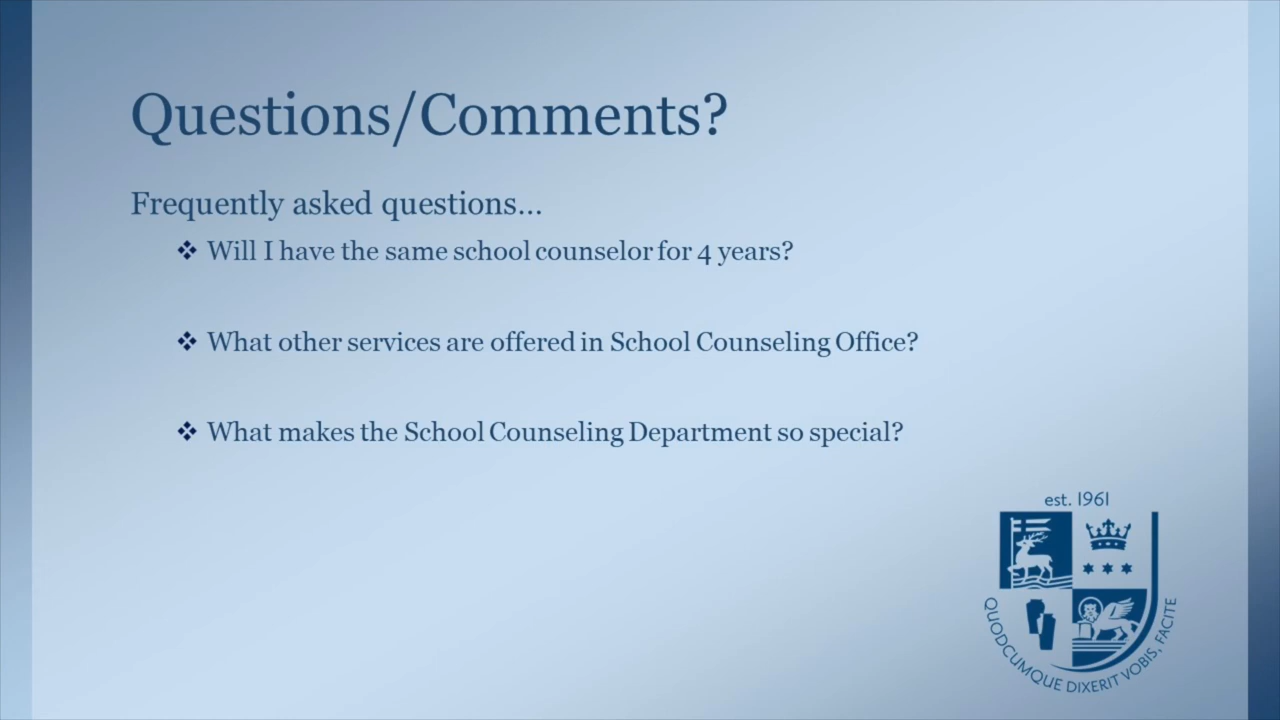 Questions/Comments?
Frequently asked questions...
❖ Will I have the same school counselor for 4 years?
❖ What other services are offered in School Counseling Office?
❖ What makes the School Counseling Department so special?
est. 1961
QUODCUMQUE DIXERIT VOBIS, FACITE